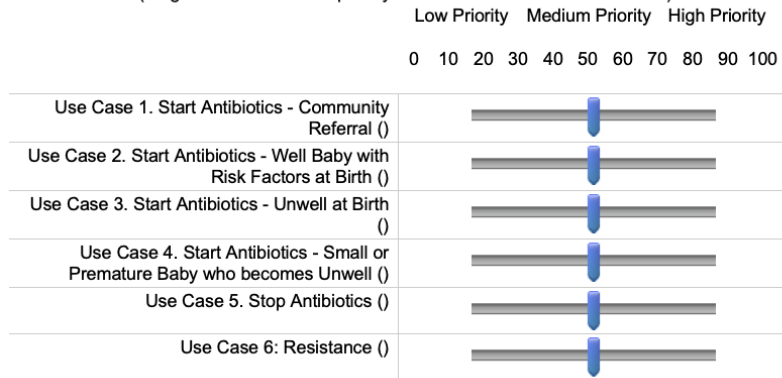 Low Priority Medium Priority High Priority
0 10 20 30 40 50 60 70 80 90 100
Use Case 1. Start Antibiotics - Community
Referral ()
Use Case 2. Start Antibiotics - Well Baby with
Risk Factors at Birth ()
Use Case 3. Start Antibiotics - Unwell at Birth
()
Use Case 4. Start Antibiotics - Small or
Premature Baby who becomes Unwell ()
Use Case 5. Stop Antibiotics ()
Use Case 6: Resistance ()